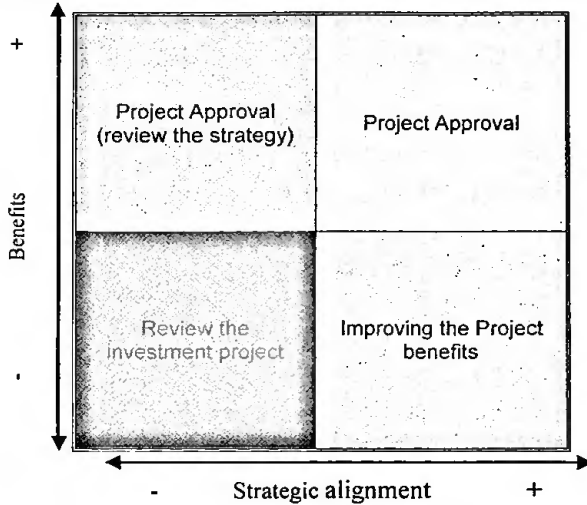 +
Project Approval
(review the strategy)
Project Approval
Benefits
Review the
investment project
Improving the Project
benefits
-
- Strategic alignment +